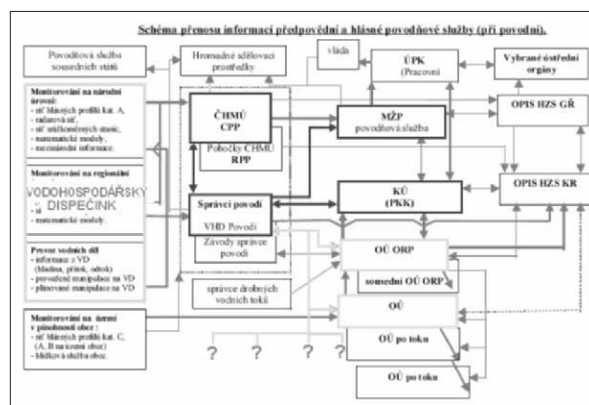 Schéma přenosu informací předpovědní a hlásné povodňové služby (při povodni).
Povodňová služba
sousedních států
Hromadné sdělovací
prostředky
vláda
ÚPK
(Pracovní
Vybrané ústřední
orgány
Monitorování na národní
úrovni:
- síť hlásných profilů kat. A,
- radarová síť,
- síť srážkoměrných stanic,
- matematické modely,
- mezinárodní informace.
ČHMÚ
CPP
Pobočky ČHMÚ
RPP
MŽP
povodňová služba
OPIS HZS GŘ
Monitorování na regionální
VODOHOSPODÁŘSKÝ
DISPEČINK
- matematické modely.
Správci povodí
VHD Povodí
Závody správce
povodí
KÚ
(PKK)
OPIS HZS KR
Provoz vodních děl
- informace z VD
(hladina, přítok, odtok)
- prováděné manipulace na VD
- plánované manipulace na VD
správce drobných
vodních toků
OÚ ORP
sousední OÚ ORP
OÚ
Monitorování na území
v působnosti obce :
- síť hlásných profilů kat. C,
(A, B na území obce)
- hlídková služba obce.
? ? ? ?
OÚ po toku
OÚ po toku